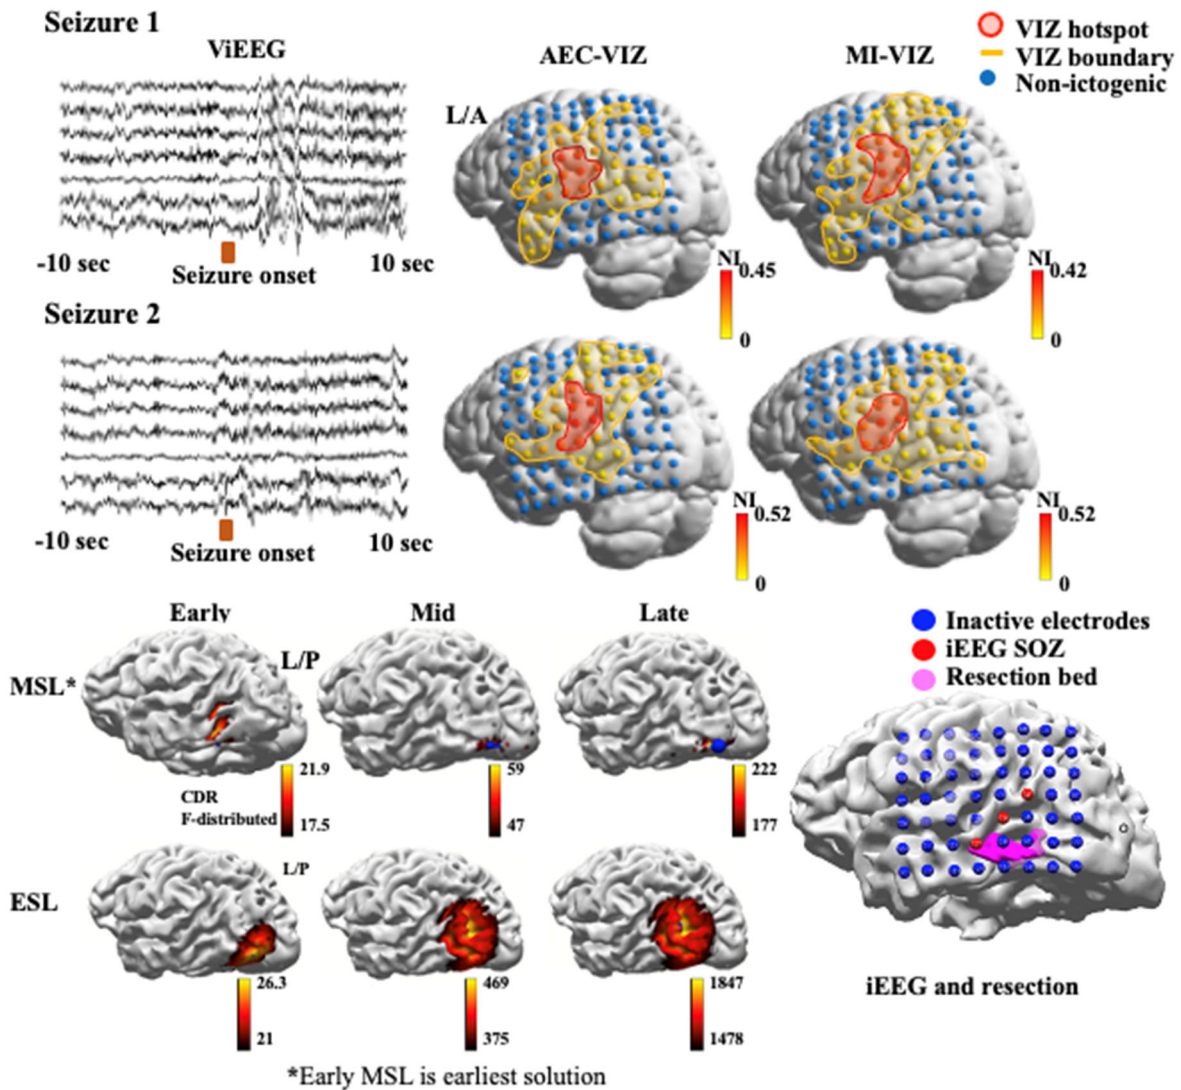 Seizure 1
ViEEG
AEC-VIZ
MI-VIZ
VIZ hotspot
VIZ boundary
Non-ictogenic
L/A
-10 sec
10 sec
Seizure onset
NI
0.45
0
NI
0.42
0
Seizure 2
-10 sec
10 sec
Seizure onset
NI
0.52
0
NI
0.52
0
Early
Mid
Late
MSL*
L/P
21.9
17.5
CDR
F-distributed
59
47
222
177
ESL
L/P
26.3
21
469
375
1847
1478
Inactive electrodes
iEEG SOZ
Resection bed
iEEG and resection
*Early MSL is earliest solution